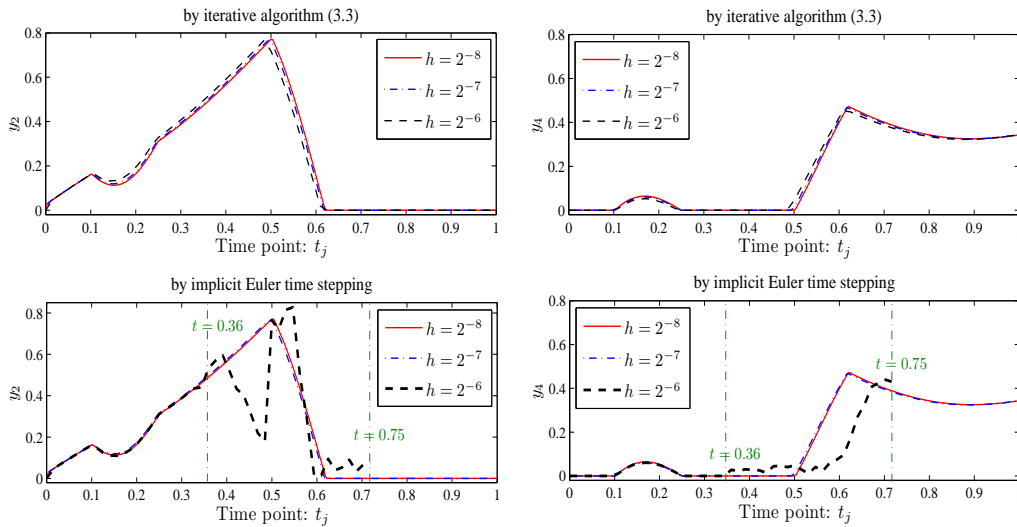 by iterative algorithm (3.3)
y₂
0.8
0.6
0.4
0.2
0
0 0.1 0.2 0.3 0.4 0.5 0.6 0.7 0.8 0.9 1
Time point: t_j
h = 2⁻⁸
h = 2⁻⁷
h = 2⁻⁶
by iterative algorithm (3.3)
y₄
0.8
0.6
0.4
0.2
0
0 0.1 0.2 0.3 0.4 0.5 0.6 0.7 0.8 0.9
Time point: t_j
h = 2⁻⁸
h = 2⁻⁷
h = 2⁻⁶
by implicit Euler time stepping
y₂
0.8
0.6
0.4
0.2
0
0 0.1 0.2 0.3 0.4 0.5 0.6 0.7 0.8 0.9 1
Time point: t_j
t = 0.36
t = 0.75
h = 2⁻⁸
h = 2⁻⁷
h = 2⁻⁶
by implicit Euler time stepping
y₄
0.8
0.6
0.4
0.2
0
0 0.1 0.2 0.3 0.4 0.5 0.6 0.7 0.8 0.9
Time point: t_j
h = 2⁻⁸
h = 2⁻⁷
h = 2⁻⁶
t = 0.75
t = 0.36